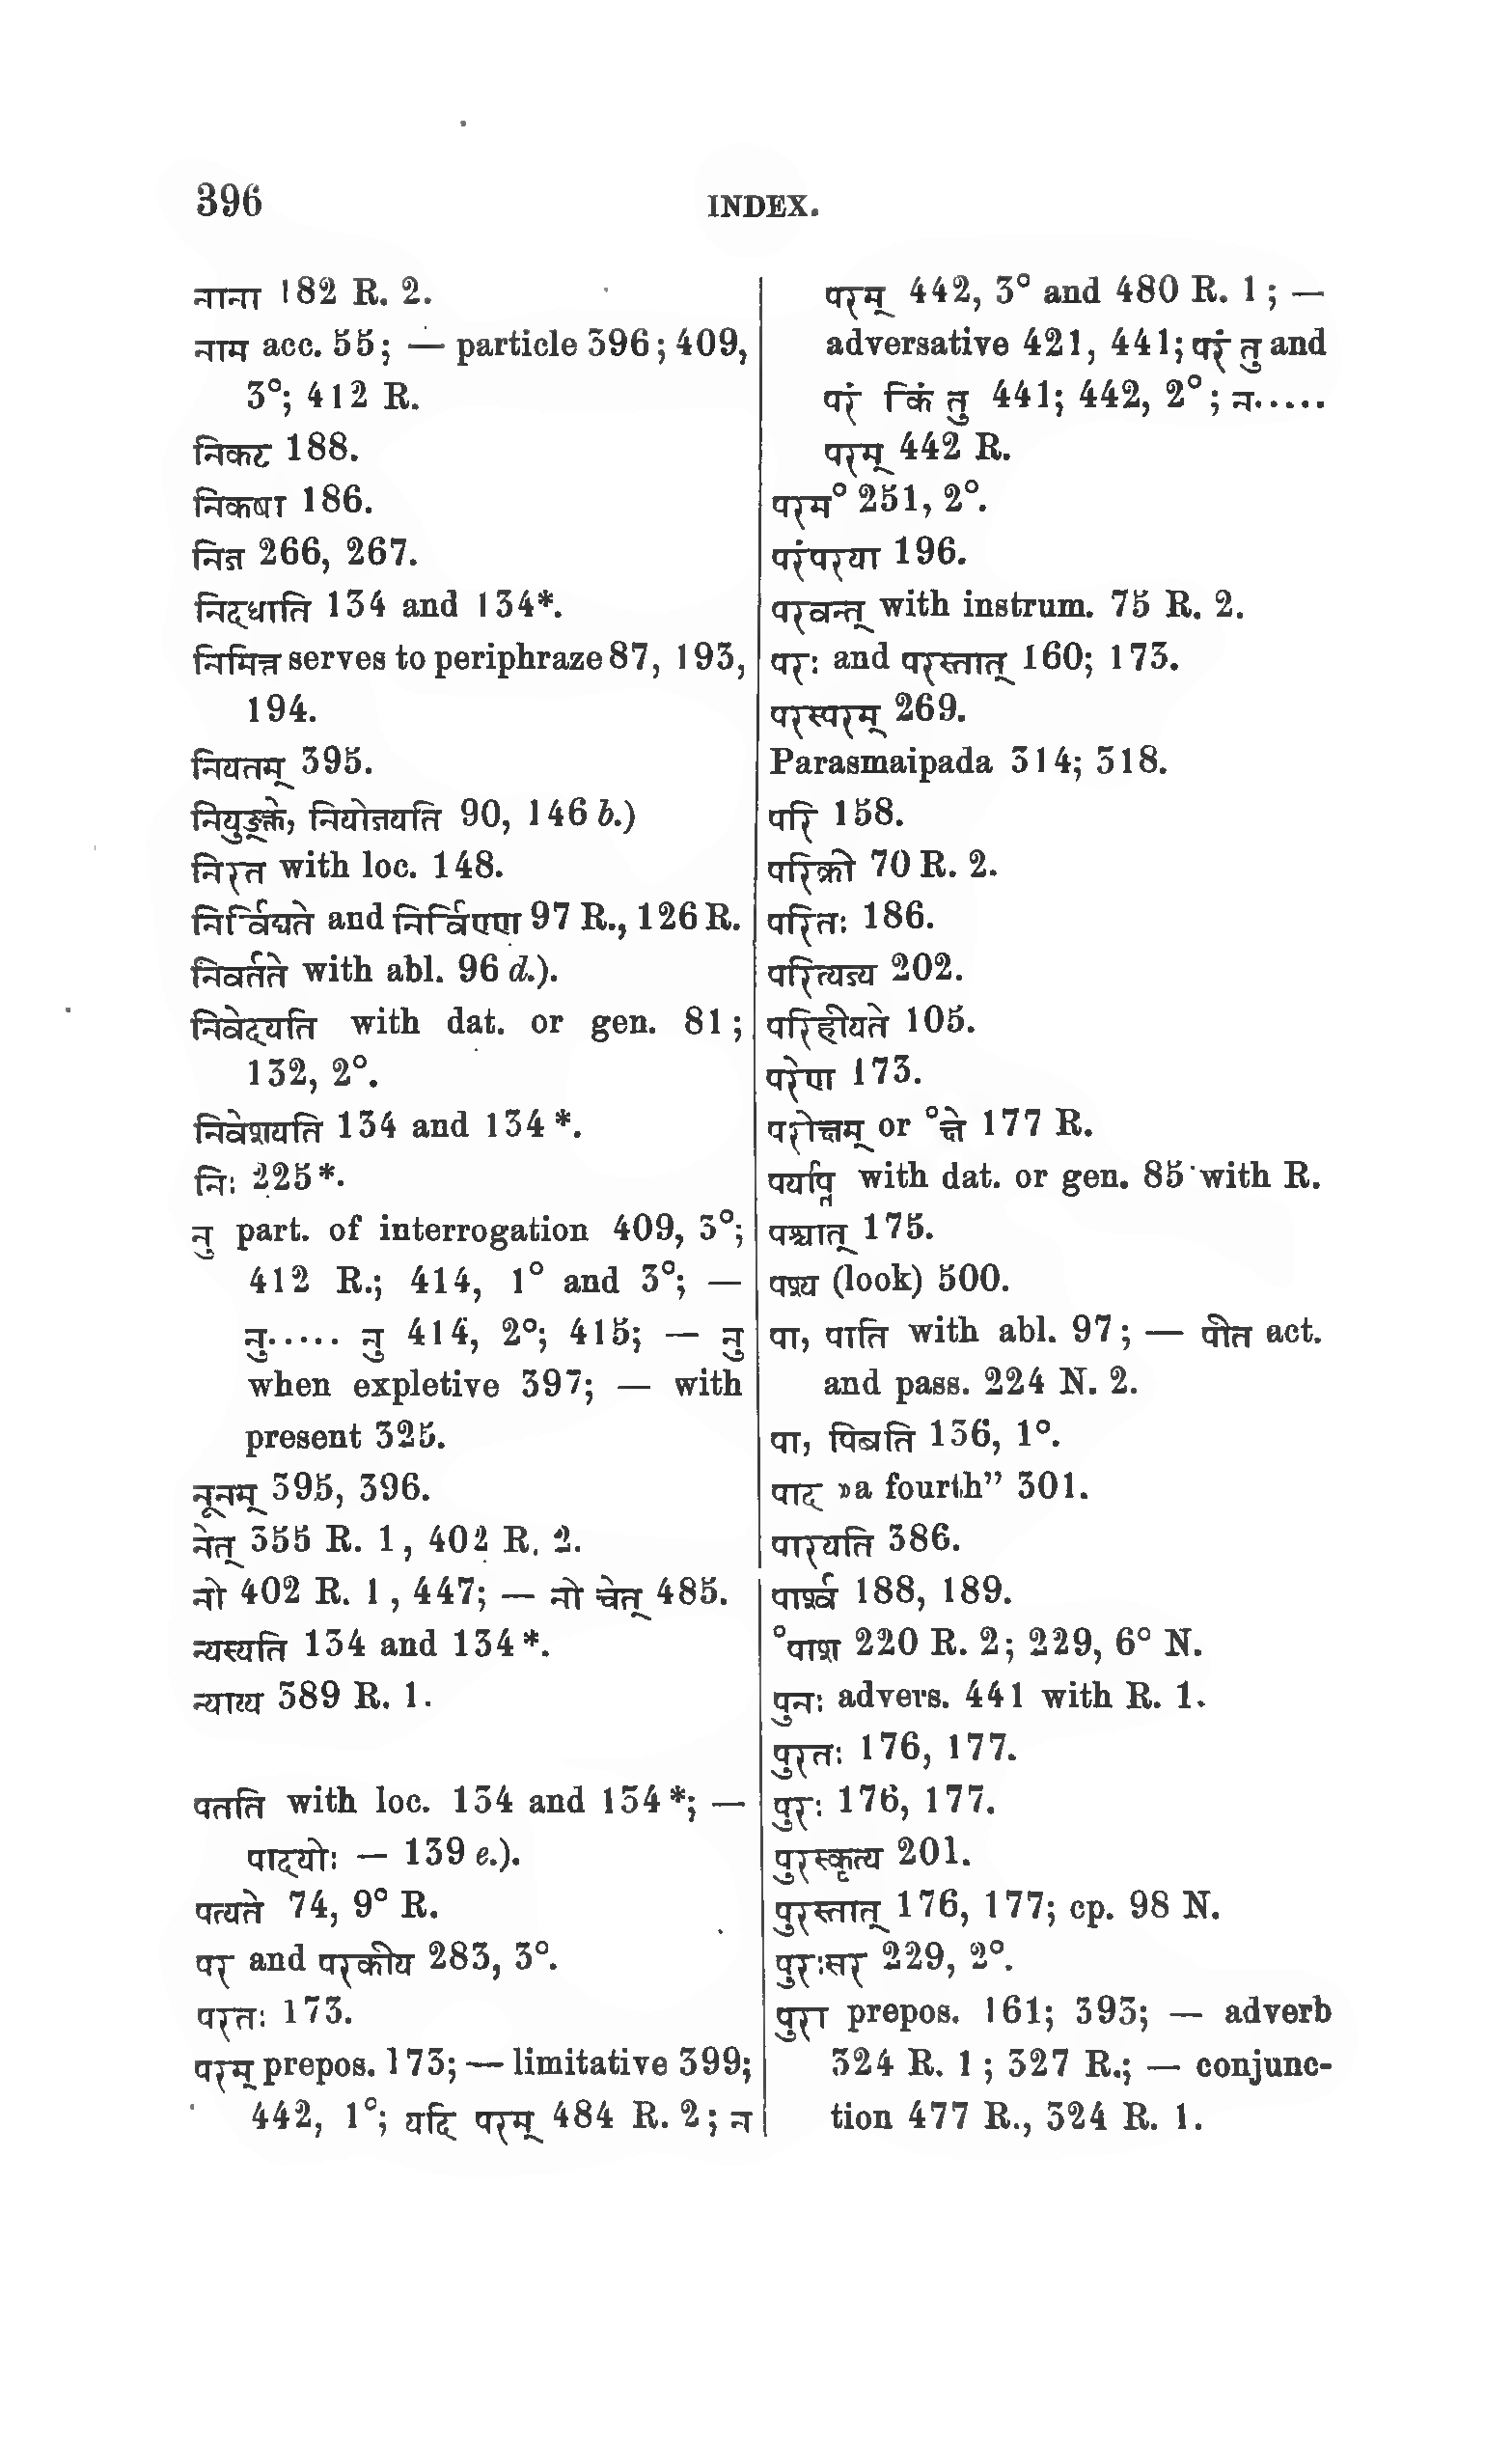 396
INDEX.
नाना 182 R. 2.
नाम acc. 55; — particle 396; 409,
3°; 412 R.
निकट 188.
निकषा 186.
निज 266, 267.
निदधाति 134 and 134*.
निमित्त serves to periphraze 87, 193,
194.
नियतम् 395.
नियुङ्क्ते, नियोजयति 90, 146 b.)
निरत with loc. 148.
निर्विद्यते and निर्विण्ण 97 R., 126 R.
निवर्तते with abl. 96 d.).
निवेदयति with dat. or gen. 81;
132, 2°.
निवेशयति 134 and 134*.
निः 225*.
नु part. of interrogation 409, 3°;
412 R.; 414, 1° and 3°; —
नु..... नु 414, 2°; 415; — नु
when expletive 397; — with
present 325.
नूनम् 395, 396.
नेत् 355 R. 1, 402 R. 2.
नो 402 R. 1, 447; — नो चेत् 485.
न्यस्यति 134 and 134*.
न्याय्य 389 R. 1.
पतति with loc. 134 and 134*; —
पादयोः — 139 e.).
पत्यते 74, 9° R.
पर and परकीय 283, 3°.
परतः 173.
परम् prepos. 173; — limitative 399;
442, 1°; यदि परम् 484 R. 2; न
परम् 442, 3° and 480 R. 1; —
adversative 421, 441; परं तु and
परं किं तु 441; 442, 2°; न.....
परम् 442 R.
परम° 251, 2°.
परंपरया 196.
परवन्त् with instrum. 75 R. 2.
परः and परस्तात् 160; 173.
परस्परम् 269.
Parasmaipada 314; 318.
परि 158.
परिक्री 70 R. 2.
परितः 186.
परित्यज्य 202.
परिहीयते 105.
परेण 173.
परोक्षम् or °क्षे 177 R.
पर्याप्त with dat. or gen. 85 with R.
पश्चात् 175.
पश्य (look) 500.
पा, पाति with abl. 97; — पीत act.
and pass. 224 N. 2.
पा, पिबति 136, 1°.
पाद »a fourth” 301.
पारयति 386.
पार्श्व 188, 189.
°पाश 220 R. 2; 229, 6° N.
पुनः advers. 441 with R. 1.
पुरतः 176, 177.
पुरः 176, 177.
पुरस्कृत्य 201.
पुरस्तात् 176, 177; cp. 98 N.
पुरःसर 229, 2°.
पुरा prepos. 161; 393; — adverb
324 R. 1; 327 R.; — conjunc-
tion 477 R., 324 R. 1.